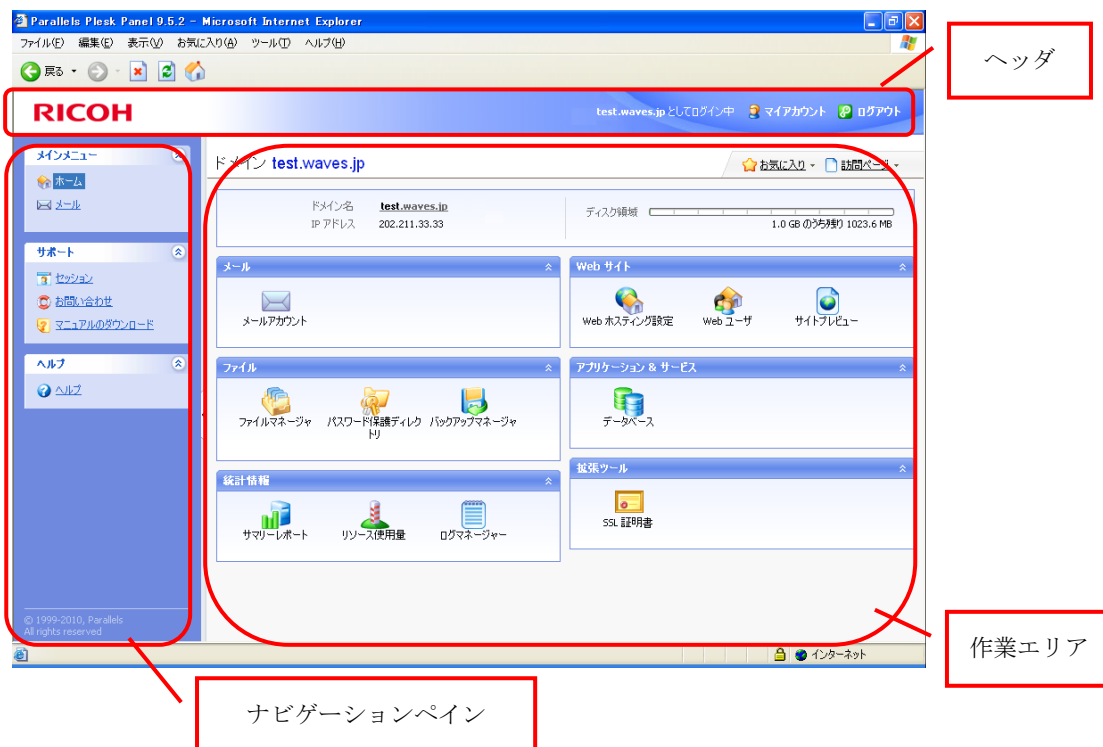 Parallels Plesk Panel 9.5.2 - Microsoft Internet Explorer
ファイル(F) 編集(E) 表示(V) お気に入り(A) ツール(T) ヘルプ(H)
戻る
ヘッダ
RICOH
test.waves.jp としてログイン中 マイアカウント ログアウト
メインメニュー
ホーム
メール
サポート
セッション
お問い合わせ
マニュアルのダウンロード
ヘルプ
ヘルプ
© 1999-2010, Parallels
All rights reserved
ドメイン test.waves.jp
お気に入り 訪問ページ
ドメイン名 test.waves.jp
IP アドレス 202.211.33.33
ディスク領域
1.0 GB のうち残り 1023.6 MB
メール
メールアカウント
Web サイト
Web ホスティング設定 Web ユーザ サイトプレビュー
ファイル
ファイルマネージャ パスワード保護ディレクトリ バックアップマネージャ
アプリケーション & サービス
データベース
統計情報
サマリーレポート リソース使用量 ログマネージャー
拡張ツール
SSL 証明書
インターネット
作業エリア
ナビゲーションペイン